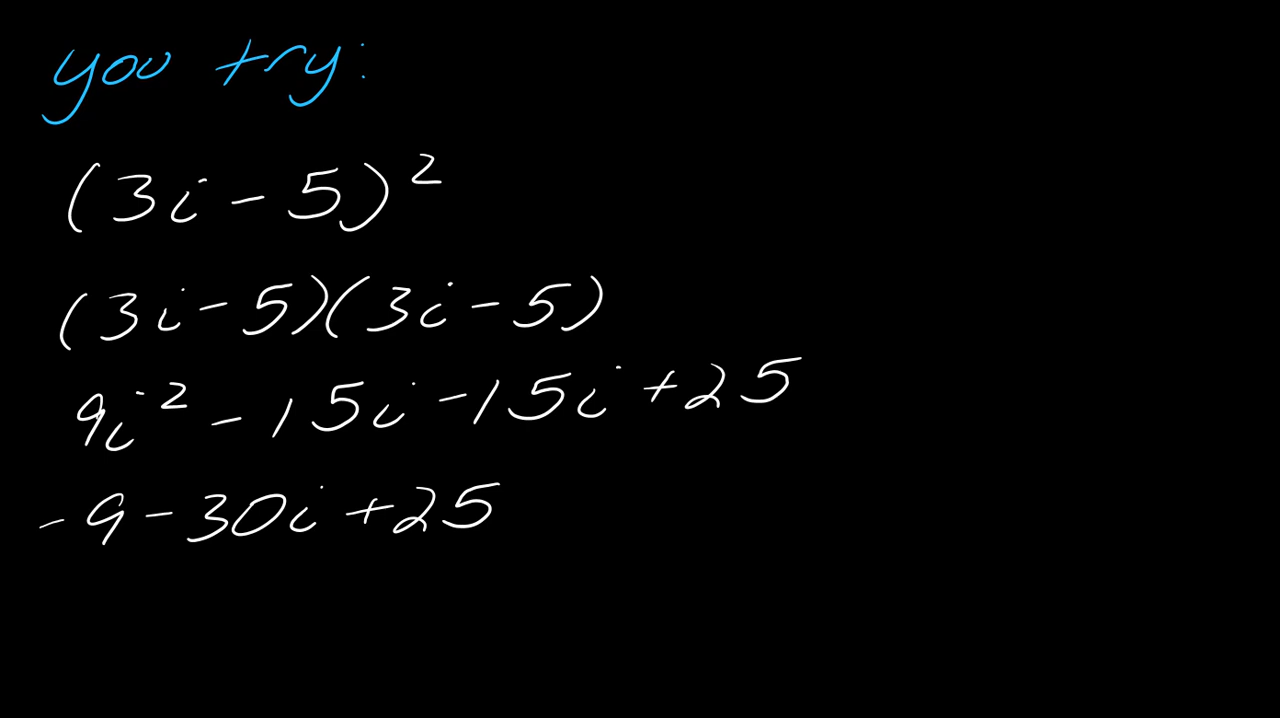 you try:
(3i - 5)²
(3i - 5)(3i - 5)
9i² - 15i - 15i + 25
- 9 - 30i + 25